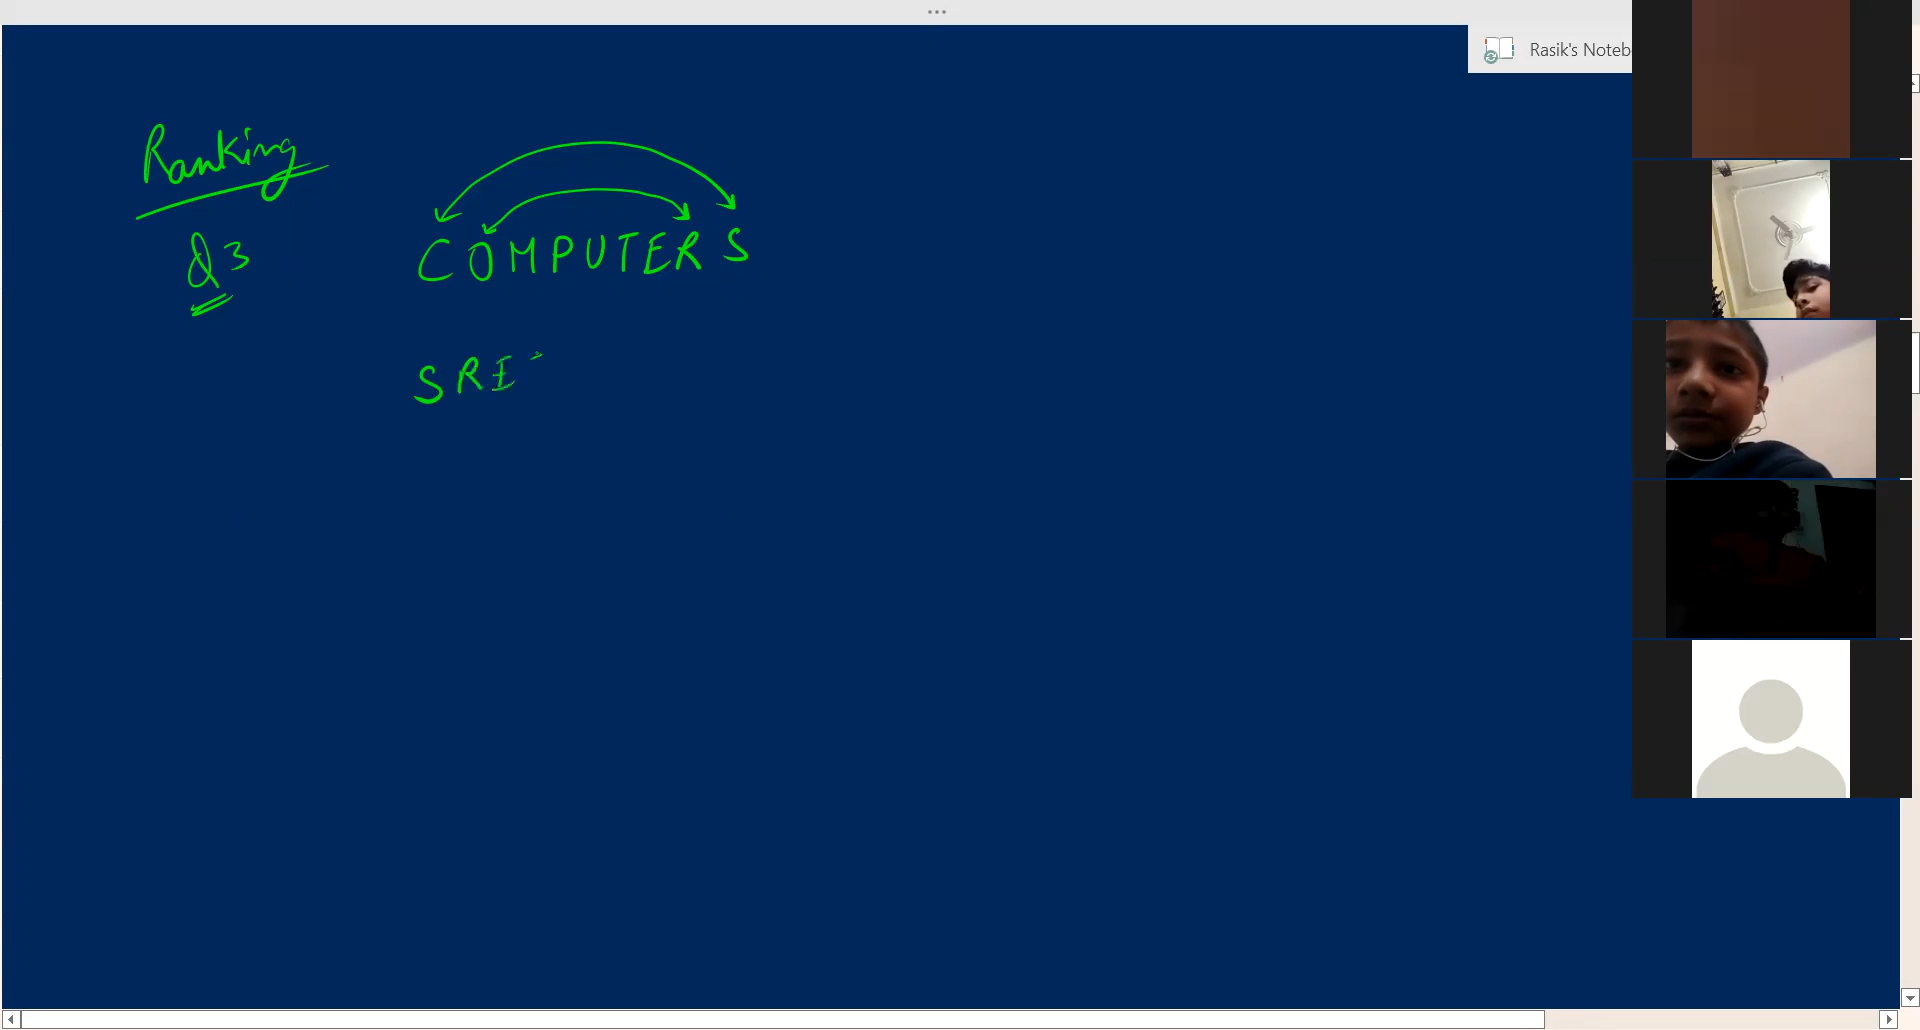 Rasik's Noteb
Ranking
Q3
COMPUTERS
SRE